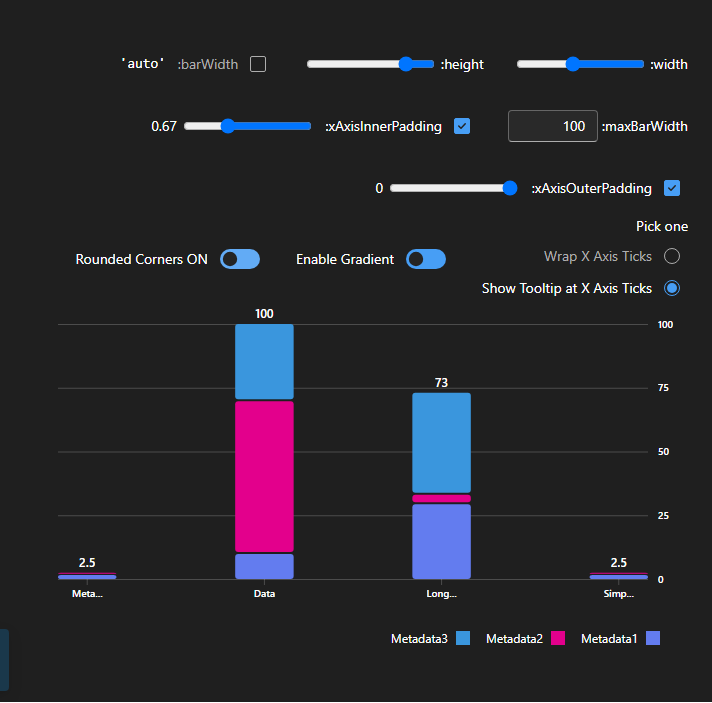 'auto' :barWidth :height :width
0.67 :xAxisInnerPadding 100 :maxBarWidth
0 :xAxisOuterPadding
Pick one
Wrap X Axis Ticks
Rounded Corners ON Enable Gradient
Show Tooltip at X Axis Ticks
100
100
75
73
50
25
2.5
2.5
0
Meta... Data Long... Simp...
Metadata3 Metadata2 Metadata1